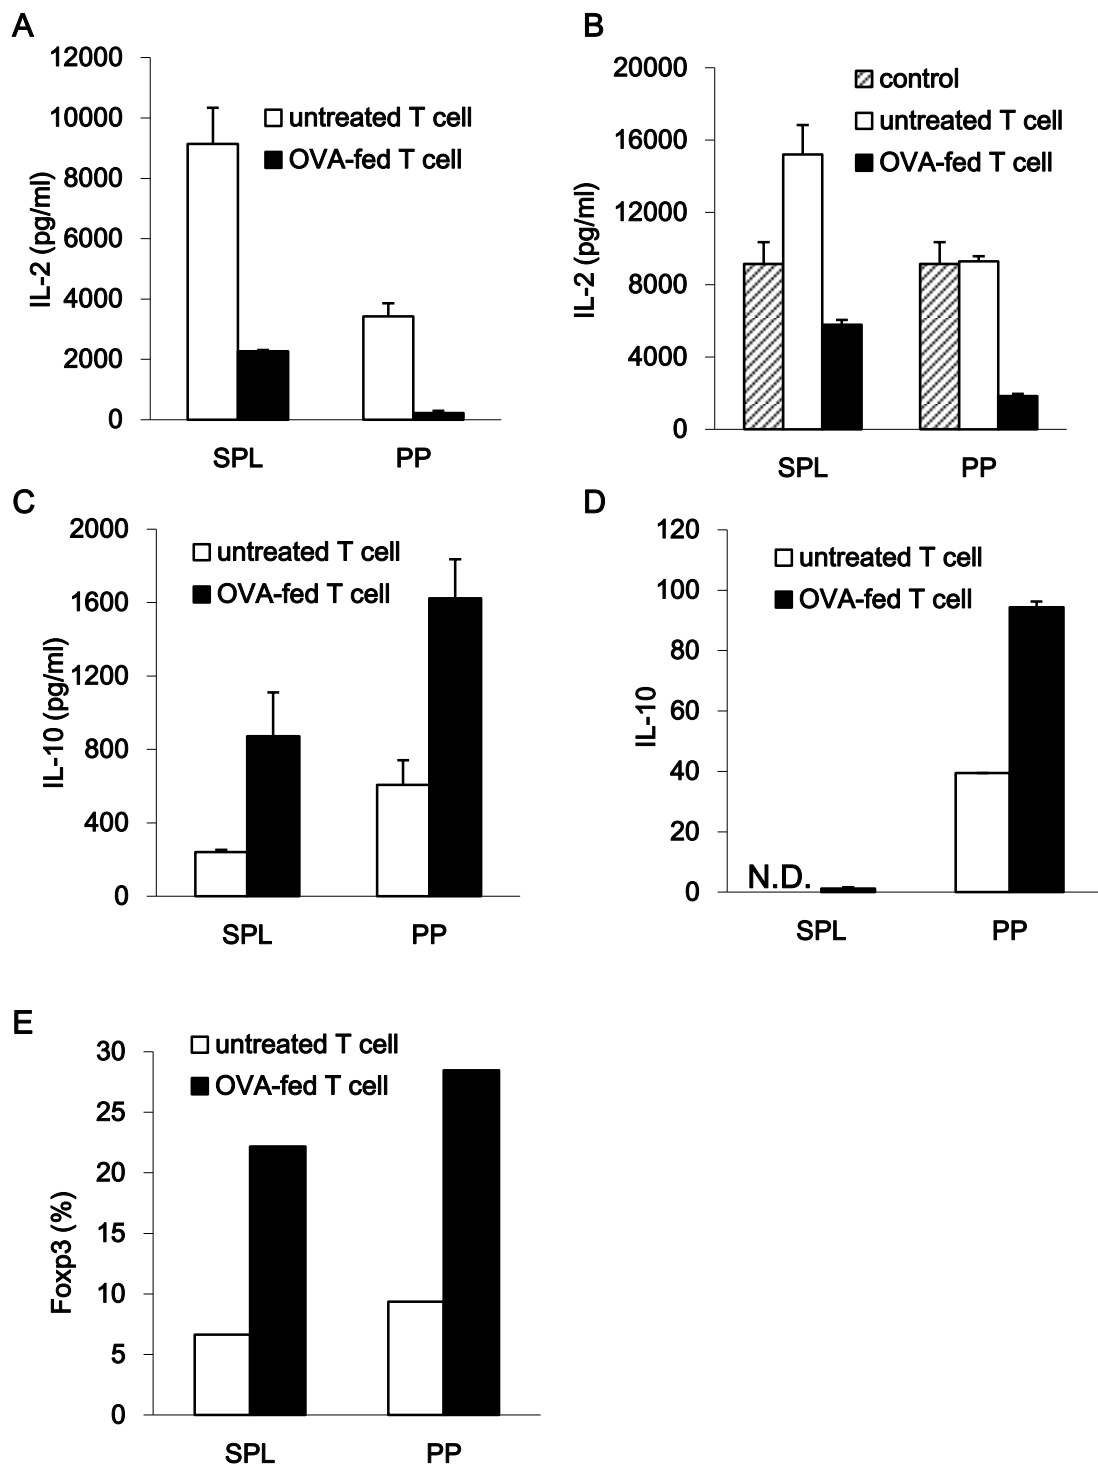 A
12000
10000
8000
6000
4000
2000
0
IL-2 (pg/ml)
untreated T cell
OVA-fed T cell
SPL PP
B
20000
16000
12000
8000
4000
0
IL-2 (pg/ml)
control
untreated T cell
OVA-fed T cell
SPL PP
C
2000
1600
1200
800
400
0
IL-10 (pg/ml)
untreated T cell
OVA-fed T cell
SPL PP
D
120
100
80
60
40
20
0
IL-10
untreated T cell
OVA-fed T cell
N.D.
SPL PP
E
30
25
20
15
10
5
0
Foxp3 (%)
untreated T cell
OVA-fed T cell
SPL PP